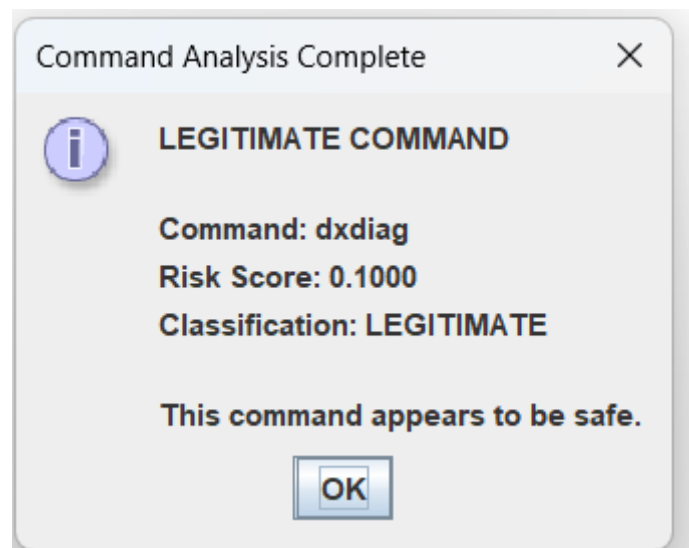 Command Analysis Complete
LEGITIMATE COMMAND
Command: dxdiag
Risk Score: 0.1000
Classification: LEGITIMATE
This command appears to be safe.
OK